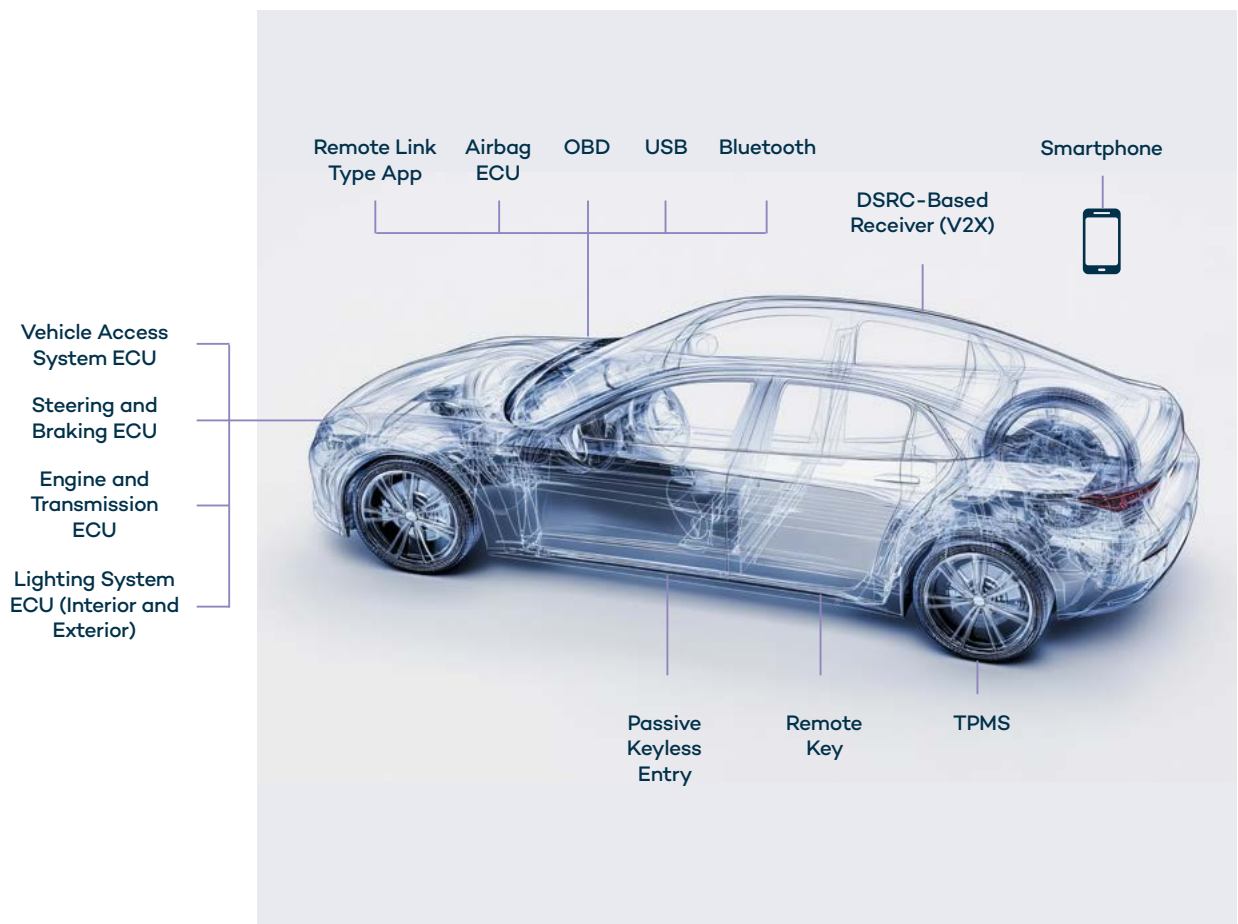 Remote Link
Type App
Airbag
ECU
OBD
USB
Bluetooth
Smartphone
DSRC-Based
Receiver (V2X)
Vehicle Access
System ECU
Steering and
Braking ECU
Engine and
Transmission
ECU
Lighting System
ECU (Interior and
Exterior)
Passive
Keyless
Entry
Remote
Key
TPMS